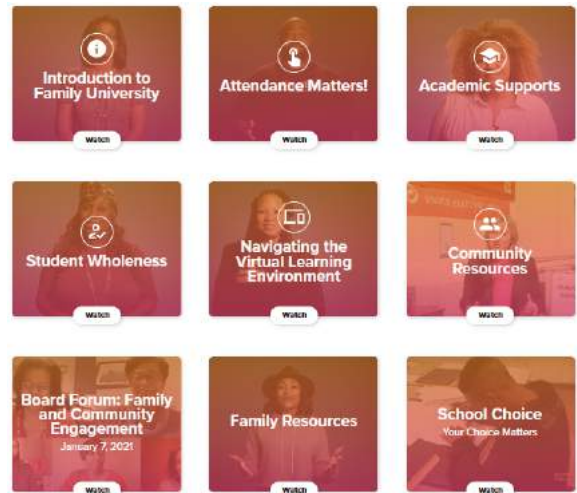 Introduction to
Family University
Watch
Attendance Matters!
Watch
Academic Supports
Watch
Student Wholeness
Watch
Navigating the
Virtual Learning
Environment
Watch
Community
Resources
Watch
Board Forum: Family
and Community
Engagement
January 7, 2021
Watch
Family Resources
Watch
School Choice
Your Choice Matters
Watch